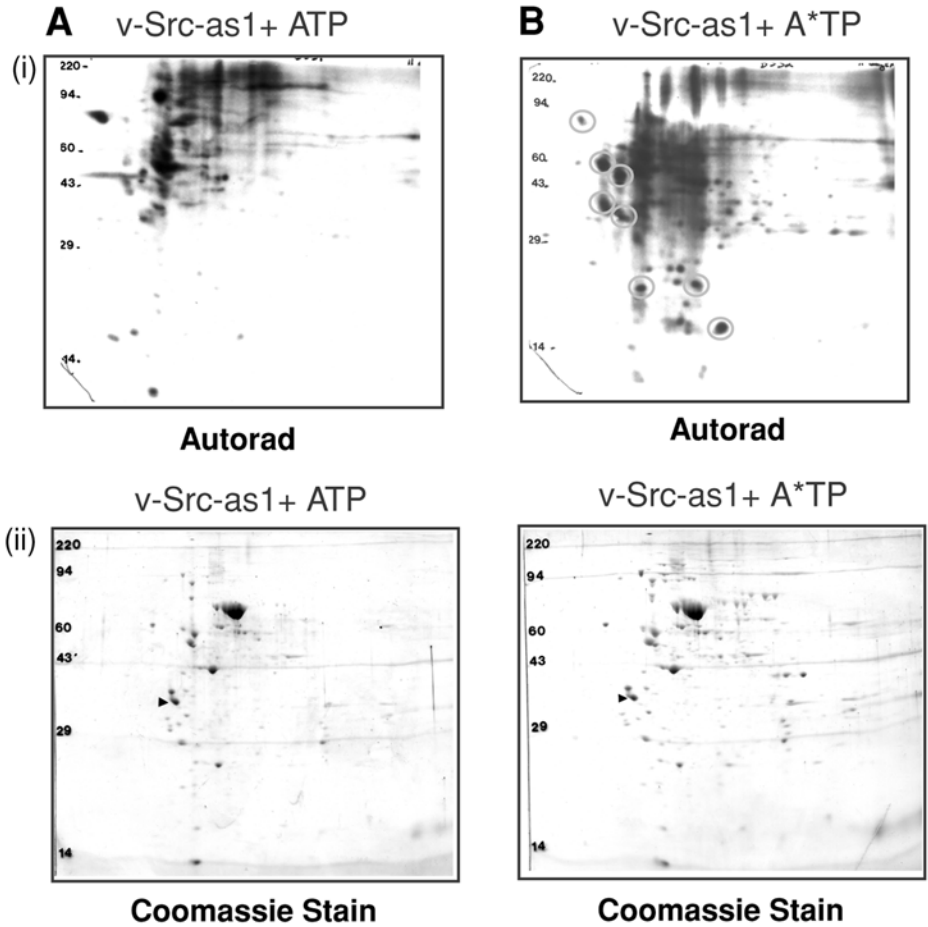 A v-Src-as1+ ATP
B v-Src-as1+ A*TP
(i)
220-
94-
60-
43-
29-
14-
220-
94-
60-
43-
29-
14-
Autorad
Autorad
v-Src-as1+ ATP
v-Src-as1+ A*TP
(ii)
220
94
60
43
29
14
220
94
60
43
29
14
Coomassie Stain
Coomassie Stain